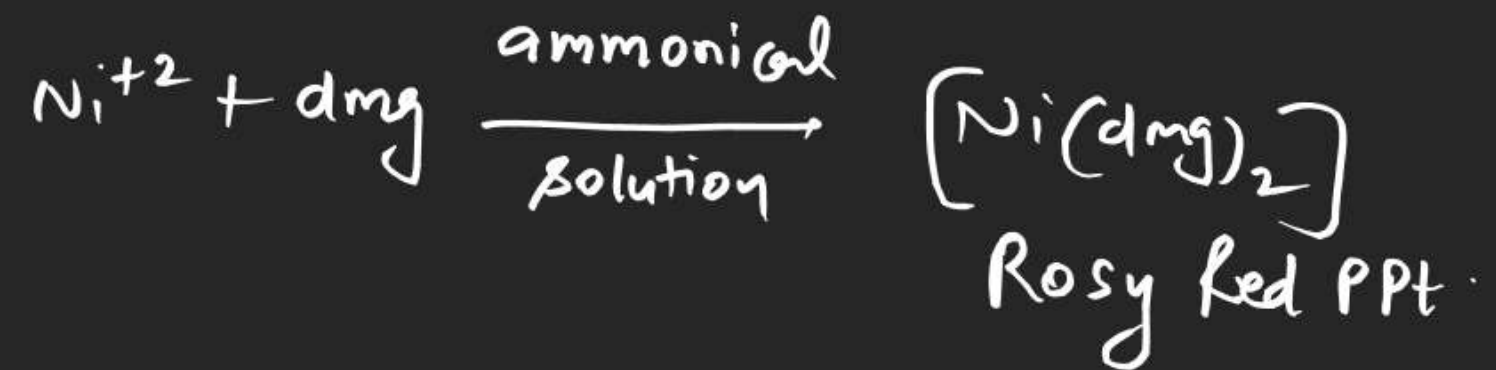 Ni+2 + dmg ammonical solution → [Ni(dmg)2]
Rosy Red PPt.